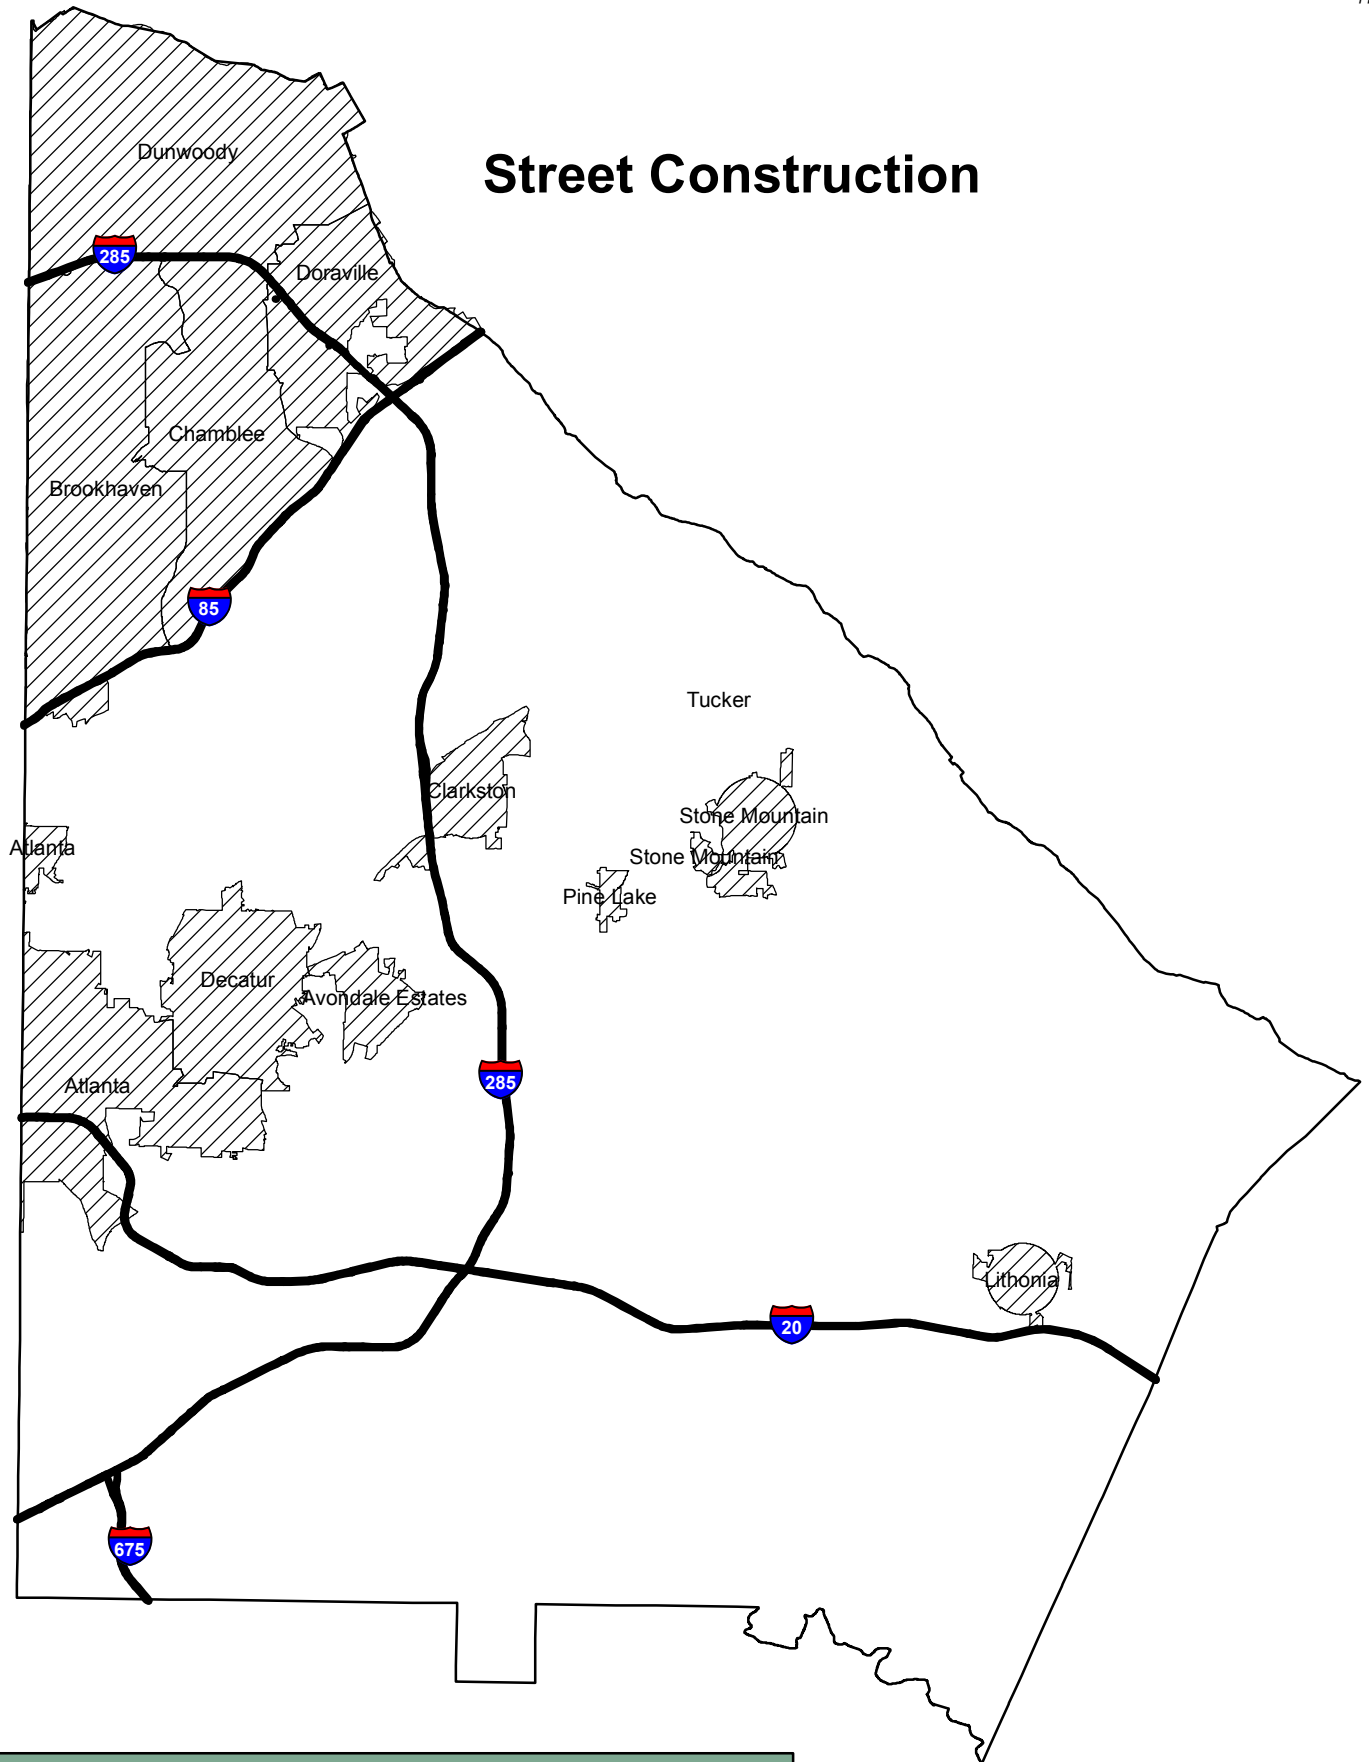 Dunwoody
Street Construction
285
Doraville
Chamblee
Brookhaven
85
Tucker
Clarkston
Stone Mountain
Atlanta
Stone Mountain
Pine Lake
Decatur
Avondale Estates
285
Atlanta
Lithonia
20
675